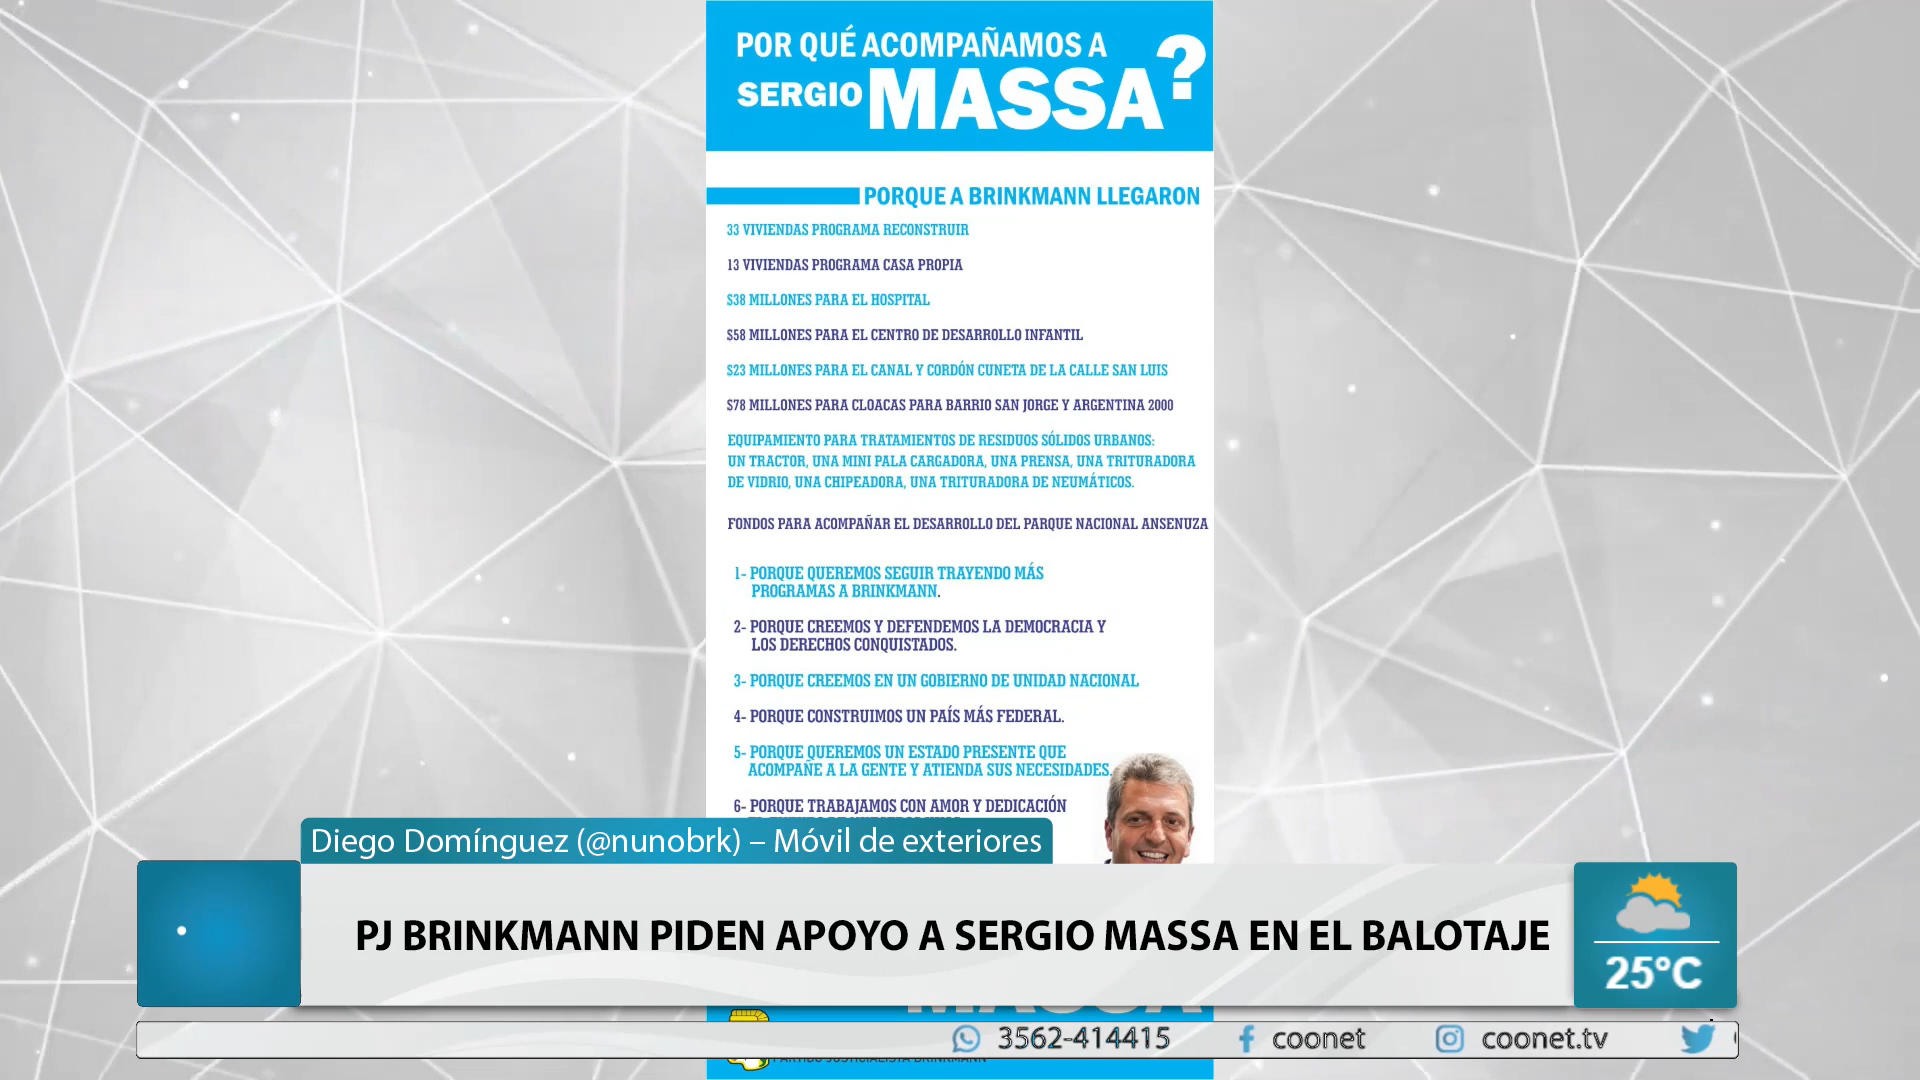 POR QUÉ ACOMPAÑAMOS A
SERGIO MASSA?
PORQUE A BRINKMANN LLEGARON
33 VIVIENDAS PROGRAMA RECONSTRUIR
13 VIVIENDAS PROGRAMA CASA PROPIA
$38 MILLONES PARA EL HOSPITAL
$58 MILLONES PARA EL CENTRO DE DESARROLLO INFANTIL
$23 MILLONES PARA EL CANAL Y CORDÓN CUNETA DE LA CALLE SAN LUIS
$78 MILLONES PARA CLOACAS PARA BARRIO SAN JORGE Y ARGENTINA 2000
EQUIPAMIENTO PARA TRATAMIENTOS DE RESIDUOS SÓLIDOS URBANOS:
UN TRACTOR, UNA MINI PALA CARGADORA, UNA PRENSA, UNA TRITURADORA
DE VIDRIO, UNA CHIPEADORA, UNA TRITURADORA DE NEUMÁTICOS.
FONDOS PARA ACOMPAÑAR EL DESARROLLO DEL PARQUE NACIONAL ANSENUZA
1- PORQUE QUEREMOS SEGUIR TRAYENDO MÁS
PROGRAMAS A BRINKMANN.
2- PORQUE CREEMOS Y DEFENDEMOS LA DEMOCRACIA Y
LOS DERECHOS CONQUISTADOS.
3- PORQUE CREEMOS EN UN GOBIERNO DE UNIDAD NACIONAL
4- PORQUE CONSTRUIMOS UN PAÍS MÁS FEDERAL.
5- PORQUE QUEREMOS UN ESTADO PRESENTE QUE
ACOMPAÑE A LA GENTE Y ATIENDA SUS NECESIDADES.
6- PORQUE TRABAJAMOS CON AMOR Y DEDICACIÓN
Diego Domínguez (@nunobrk) – Móvil de exteriores
PJ BRINKMANN PIDEN APOYO A SERGIO MASSA EN EL BALOTAJE
25°C
MASSA
3562-414415 coonet coonet.tv
PARTIDO JUSTICIALISTA BRINKMANN